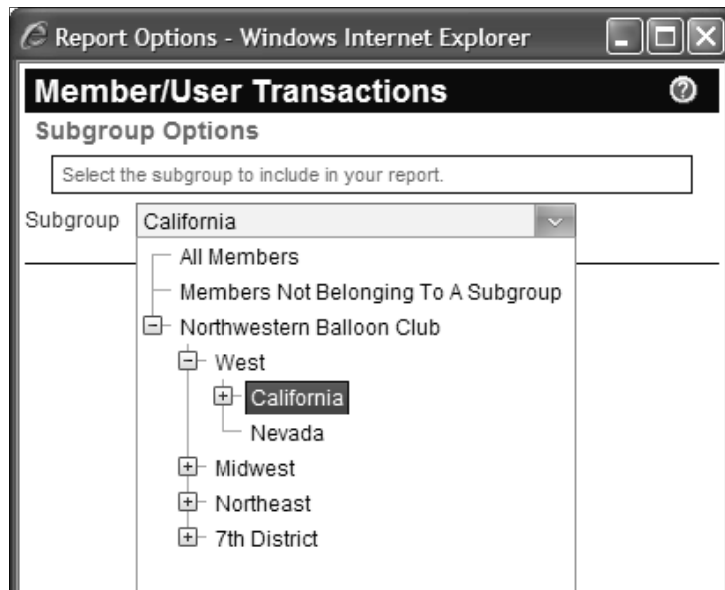 Report Options - Windows Internet Explorer
Member/User Transactions
Subgroup Options
Select the subgroup to include in your report.
Subgroup California
All Members
Members Not Belonging To A Subgroup
Northwestern Balloon Club
West
California
Nevada
Midwest
Northeast
7th District